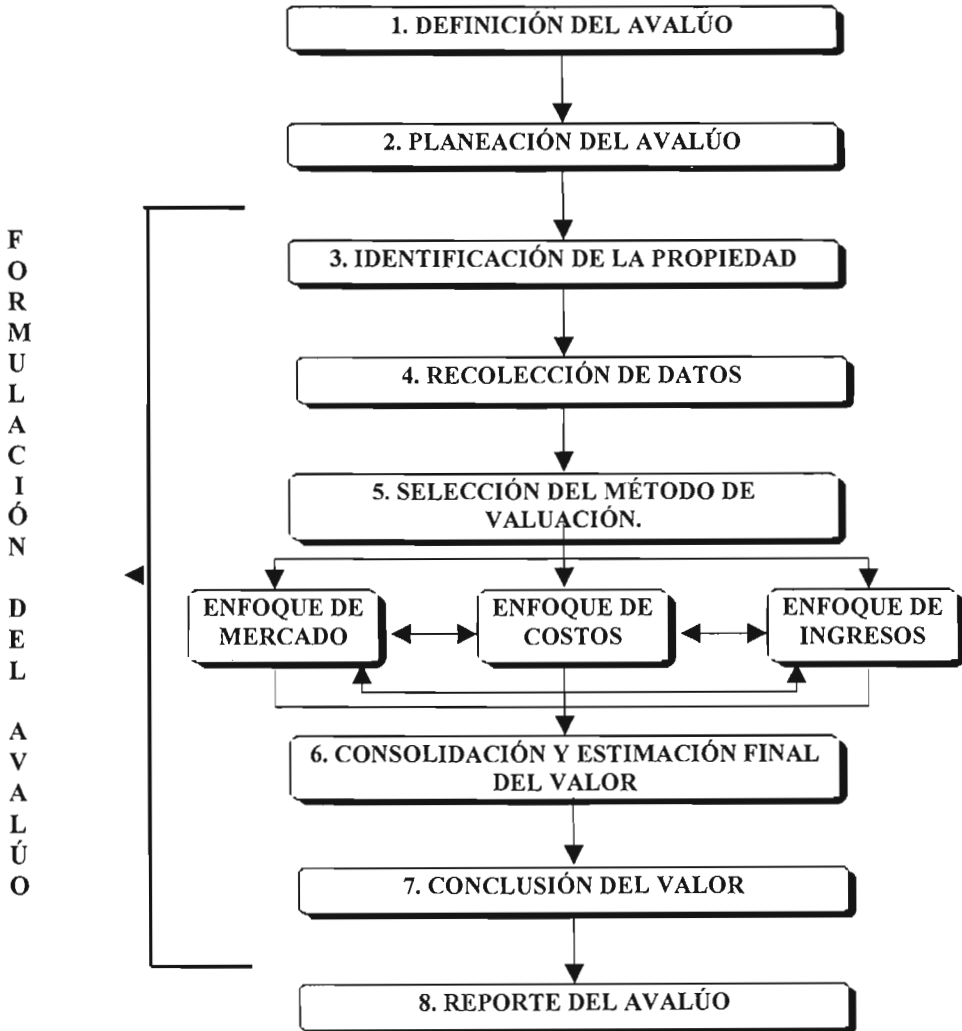 1. DEFINICIÓN DEL AVALÚO
2. PLANEACIÓN DEL AVALÚO
FORMULACIÓN DEL AVALÚO
3. IDENTIFICACIÓN DE LA PROPIEDAD
4. RECOLECCIÓN DE DATOS
5. SELECCIÓN DEL MÉTODO DE
VALUACIÓN.
ENFOQUE DE
MERCADO
ENFOQUE DE
COSTOS
ENFOQUE DE
INGRESOS
6. CONSOLIDACIÓN Y ESTIMACIÓN FINAL
DEL VALOR
7. CONCLUSIÓN DEL VALOR
8. REPORTE DEL AVALÚO